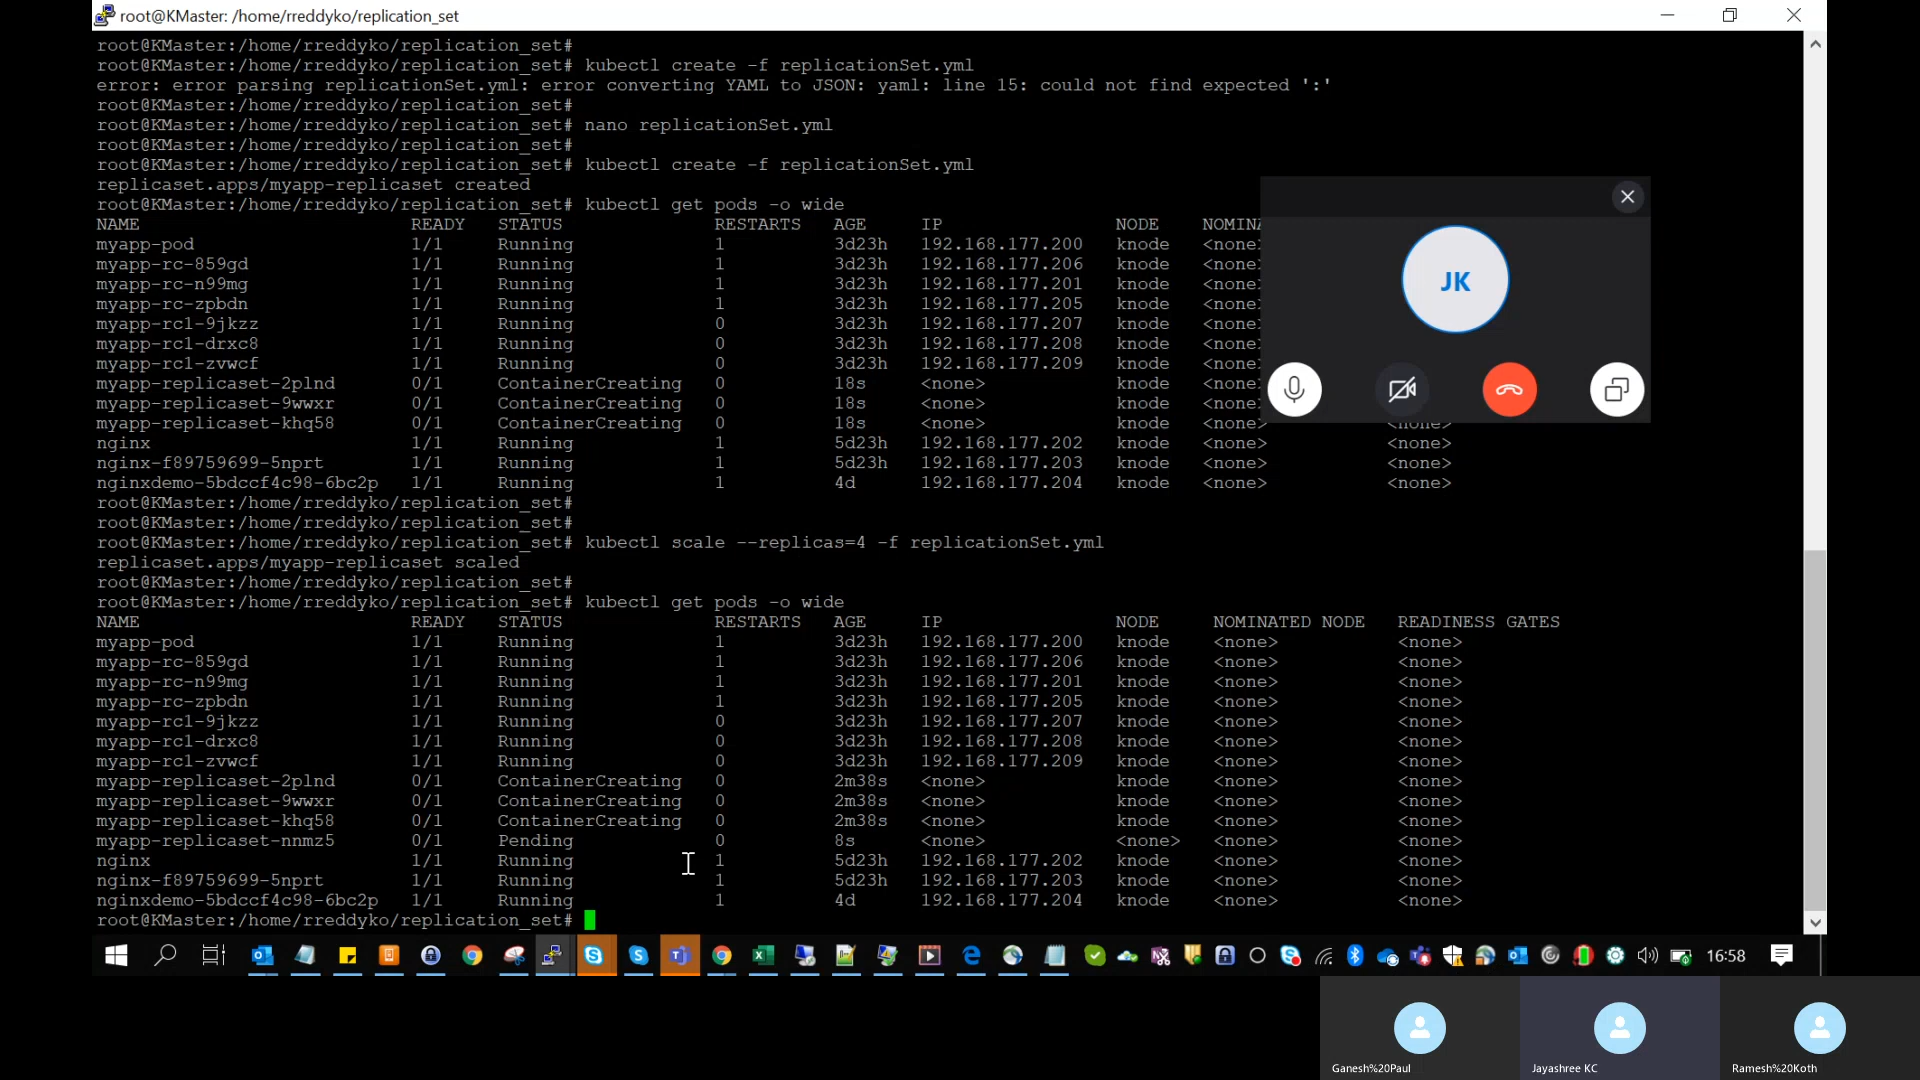 root@KMaster: /home/rreddyko/replication_set
root@KMaster:/home/rreddyko/replication_set#
root@KMaster:/home/rreddyko/replication_set# kubectl create -f replicationSet.yml
error: error parsing replicationSet.yml: error converting YAML to JSON: yaml: line 15: could not find expected ':'
root@KMaster:/home/rreddyko/replication_set#
root@KMaster:/home/rreddyko/replication_set# nano replicationSet.yml
root@KMaster:/home/rreddyko/replication_set#
root@KMaster:/home/rreddyko/replication_set# kubectl create -f replicationSet.yml
replicaset.apps/myapp-replicaset created
root@KMaster:/home/rreddyko/replication_set# kubectl get pods -o wide
NAME READY STATUS RESTARTS AGE IP NODE NOMINA
myapp-pod 1/1 Running 1 3d23h 192.168.177.200 knode <none>
myapp-rc-859gd 1/1 Running 1 3d23h 192.168.177.206 knode <none>
myapp-rc-n99mg 1/1 Running 1 3d23h 192.168.177.201 knode <none>
myapp-rc-zpbdn 1/1 Running 1 3d23h 192.168.177.205 knode <none>
myapp-rc1-9jkzz 1/1 Running 0 3d23h 192.168.177.207 knode <none>
myapp-rc1-drxc8 1/1 Running 0 3d23h 192.168.177.208 knode <none>
myapp-rc1-zvwcf 1/1 Running 0 3d23h 192.168.177.209 knode <none>
myapp-replicaset-2plnd 0/1 ContainerCreating 0 18s <none> knode <none>
myapp-replicaset-9wwxr 0/1 ContainerCreating 0 18s <none> knode <none>
myapp-replicaset-khq58 0/1 ContainerCreating 0 18s <none> knode <none> <none>
nginx 1/1 Running 1 5d23h 192.168.177.202 knode <none> <none>
nginx-f89759699-5nprt 1/1 Running 1 5d23h 192.168.177.203 knode <none> <none>
nginxdemo-5bdccf4c98-6bc2p 1/1 Running 1 4d 192.168.177.204 knode <none> <none>
root@KMaster:/home/rreddyko/replication_set#
root@KMaster:/home/rreddyko/replication_set#
root@KMaster:/home/rreddyko/replication_set# kubectl scale --replicas=4 -f replicationSet.yml
replicaset.apps/myapp-replicaset scaled
root@KMaster:/home/rreddyko/replication_set#
root@KMaster:/home/rreddyko/replication_set# kubectl get pods -o wide
NAME READY STATUS RESTARTS AGE IP NODE NOMINATED NODE READINESS GATES
myapp-pod 1/1 Running 1 3d23h 192.168.177.200 knode <none> <none>
myapp-rc-859gd 1/1 Running 1 3d23h 192.168.177.206 knode <none> <none>
myapp-rc-n99mg 1/1 Running 1 3d23h 192.168.177.201 knode <none> <none>
myapp-rc-zpbdn 1/1 Running 1 3d23h 192.168.177.205 knode <none> <none>
myapp-rc1-9jkzz 1/1 Running 0 3d23h 192.168.177.207 knode <none> <none>
myapp-rc1-drxc8 1/1 Running 0 3d23h 192.168.177.208 knode <none> <none>
myapp-rc1-zvwcf 1/1 Running 0 3d23h 192.168.177.209 knode <none> <none>
myapp-replicaset-2plnd 0/1 ContainerCreating 0 2m38s <none> knode <none> <none>
myapp-replicaset-9wwxr 0/1 ContainerCreating 0 2m38s <none> knode <none> <none>
myapp-replicaset-khq58 0/1 ContainerCreating 0 2m38s <none> knode <none> <none>
myapp-replicaset-nnmz5 0/1 Pending 0 8s <none> <none> <none> <none>
nginx 1/1 Running 1 5d23h 192.168.177.202 knode <none> <none>
nginx-f89759699-5nprt 1/1 Running 1 5d23h 192.168.177.203 knode <none> <none>
nginxdemo-5bdccf4c98-6bc2p 1/1 Running 1 4d 192.168.177.204 knode <none> <none>
root@KMaster:/home/rreddyko/replication_set#
JK
16:58
Ganesh%20Paul
Jayashree KC
Ramesh%20Koth